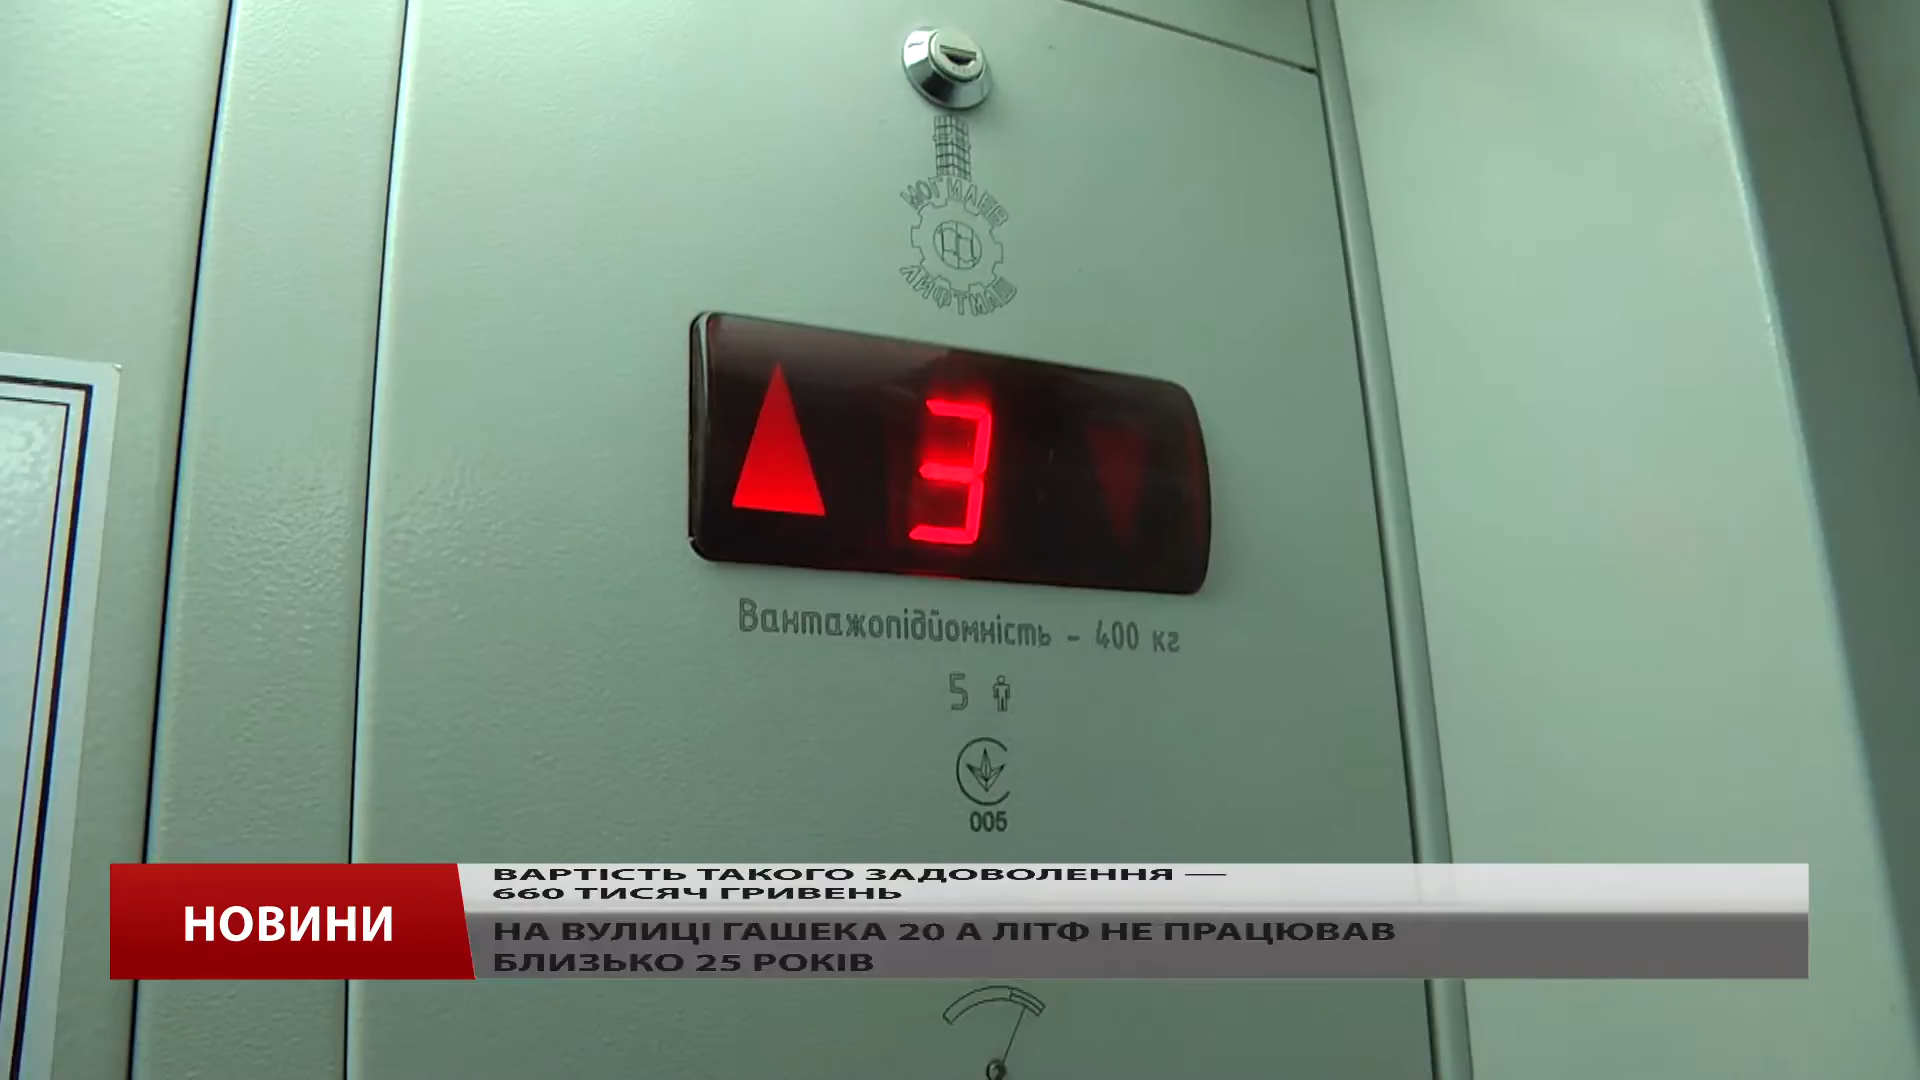 МОГИЛЕВ
ЛИФТМАШ
3
Вантажопідйомність - 400 кг
5
005
НОВИНИ
ВАРТІСТЬ ТАКОГО ЗАДОВОЛЕННЯ —
660 ТИСЯЧ ГРИВЕНЬ
НА ВУЛИЦІ ГАШЕКА 20 А ЛІТФ НЕ ПРАЦЮВАВ
БЛИЗЬКО 25 РОКІВ